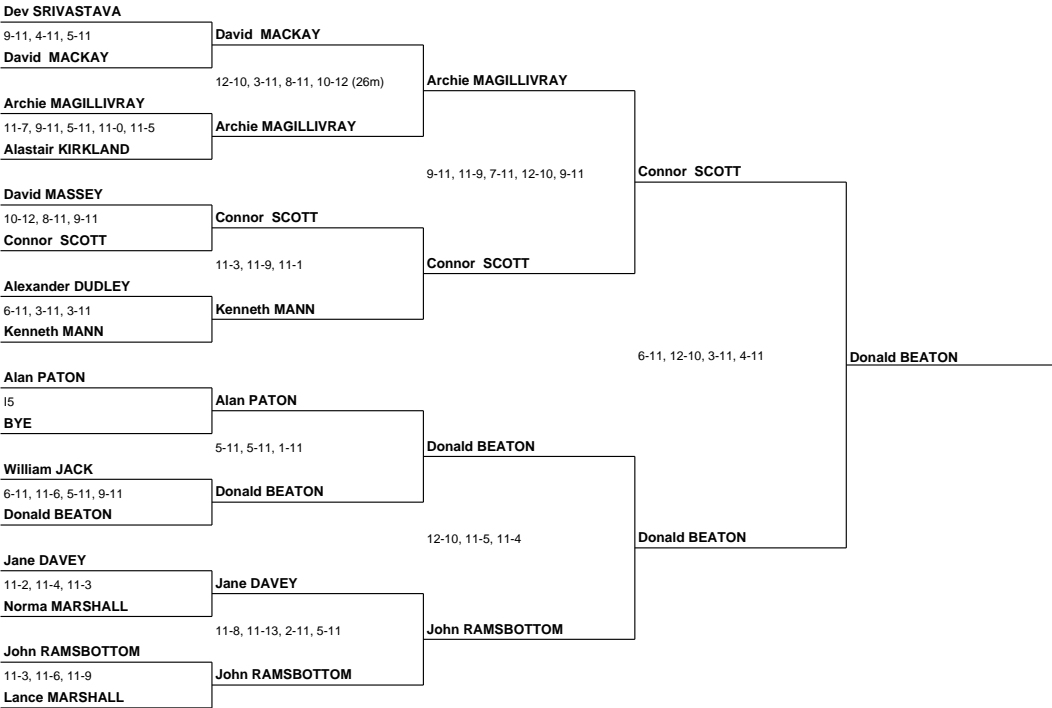 Dev SRIVASTAVA
9-11, 4-11, 5-11
David MACKAY
David MACKAY
12-10, 3-11, 8-11, 10-12 (26m)
Archie MAGILLIVRAY
Archie MAGILLIVRAY
11-7, 9-11, 5-11, 11-0, 11-5
Archie MAGILLIVRAY
Alastair KIRKLAND
9-11, 11-9, 7-11, 12-10, 9-11
Connor SCOTT
David MASSEY
10-12, 8-11, 9-11
Connor SCOTT
Connor SCOTT
11-3, 11-9, 11-1
Connor SCOTT
Alexander DUDLEY
6-11, 3-11, 3-11
Kenneth MANN
Kenneth MANN
6-11, 12-10, 3-11, 4-11
Donald BEATON
Alan PATON
I5
Alan PATON
BYE
5-11, 5-11, 1-11
Donald BEATON
William JACK
6-11, 11-6, 5-11, 9-11
Donald BEATON
Donald BEATON
12-10, 11-5, 11-4
Donald BEATON
Jane DAVEY
11-2, 11-4, 11-3
Jane DAVEY
Norma MARSHALL
11-8, 11-13, 2-11, 5-11
John RAMSBOTTOM
John RAMSBOTTOM
11-3, 11-6, 11-9
John RAMSBOTTOM
Lance MARSHALL